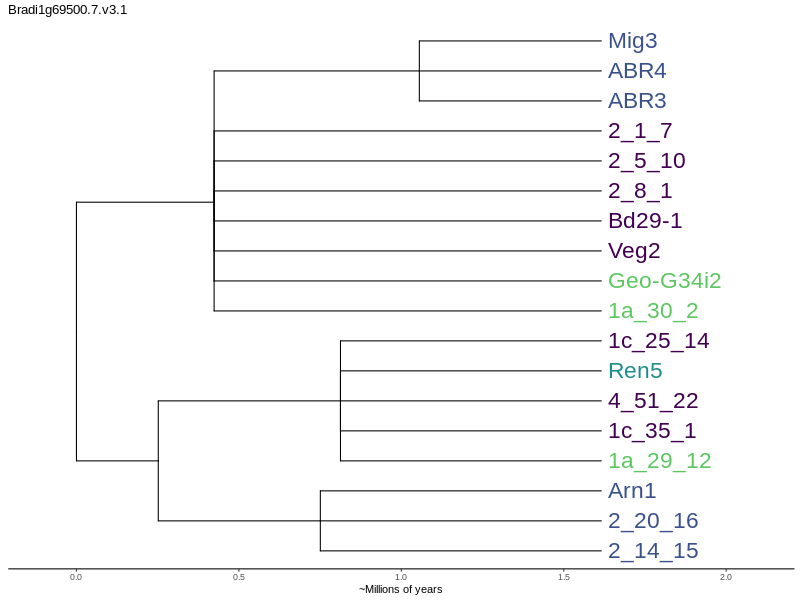 Bradi1g69500.7.v3.1
Mig3
ABR4
ABR3
2_1_7
2_5_10
2_8_1
Bd29-1
Veg2
Geo-G34i2
1a_30_2
1c_25_14
Ren5
4_51_22
1c_35_1
1a_29_12
Arn1
2_20_16
2_14_15
0.0 0.5 1.0 1.5 2.0
~Millions of years